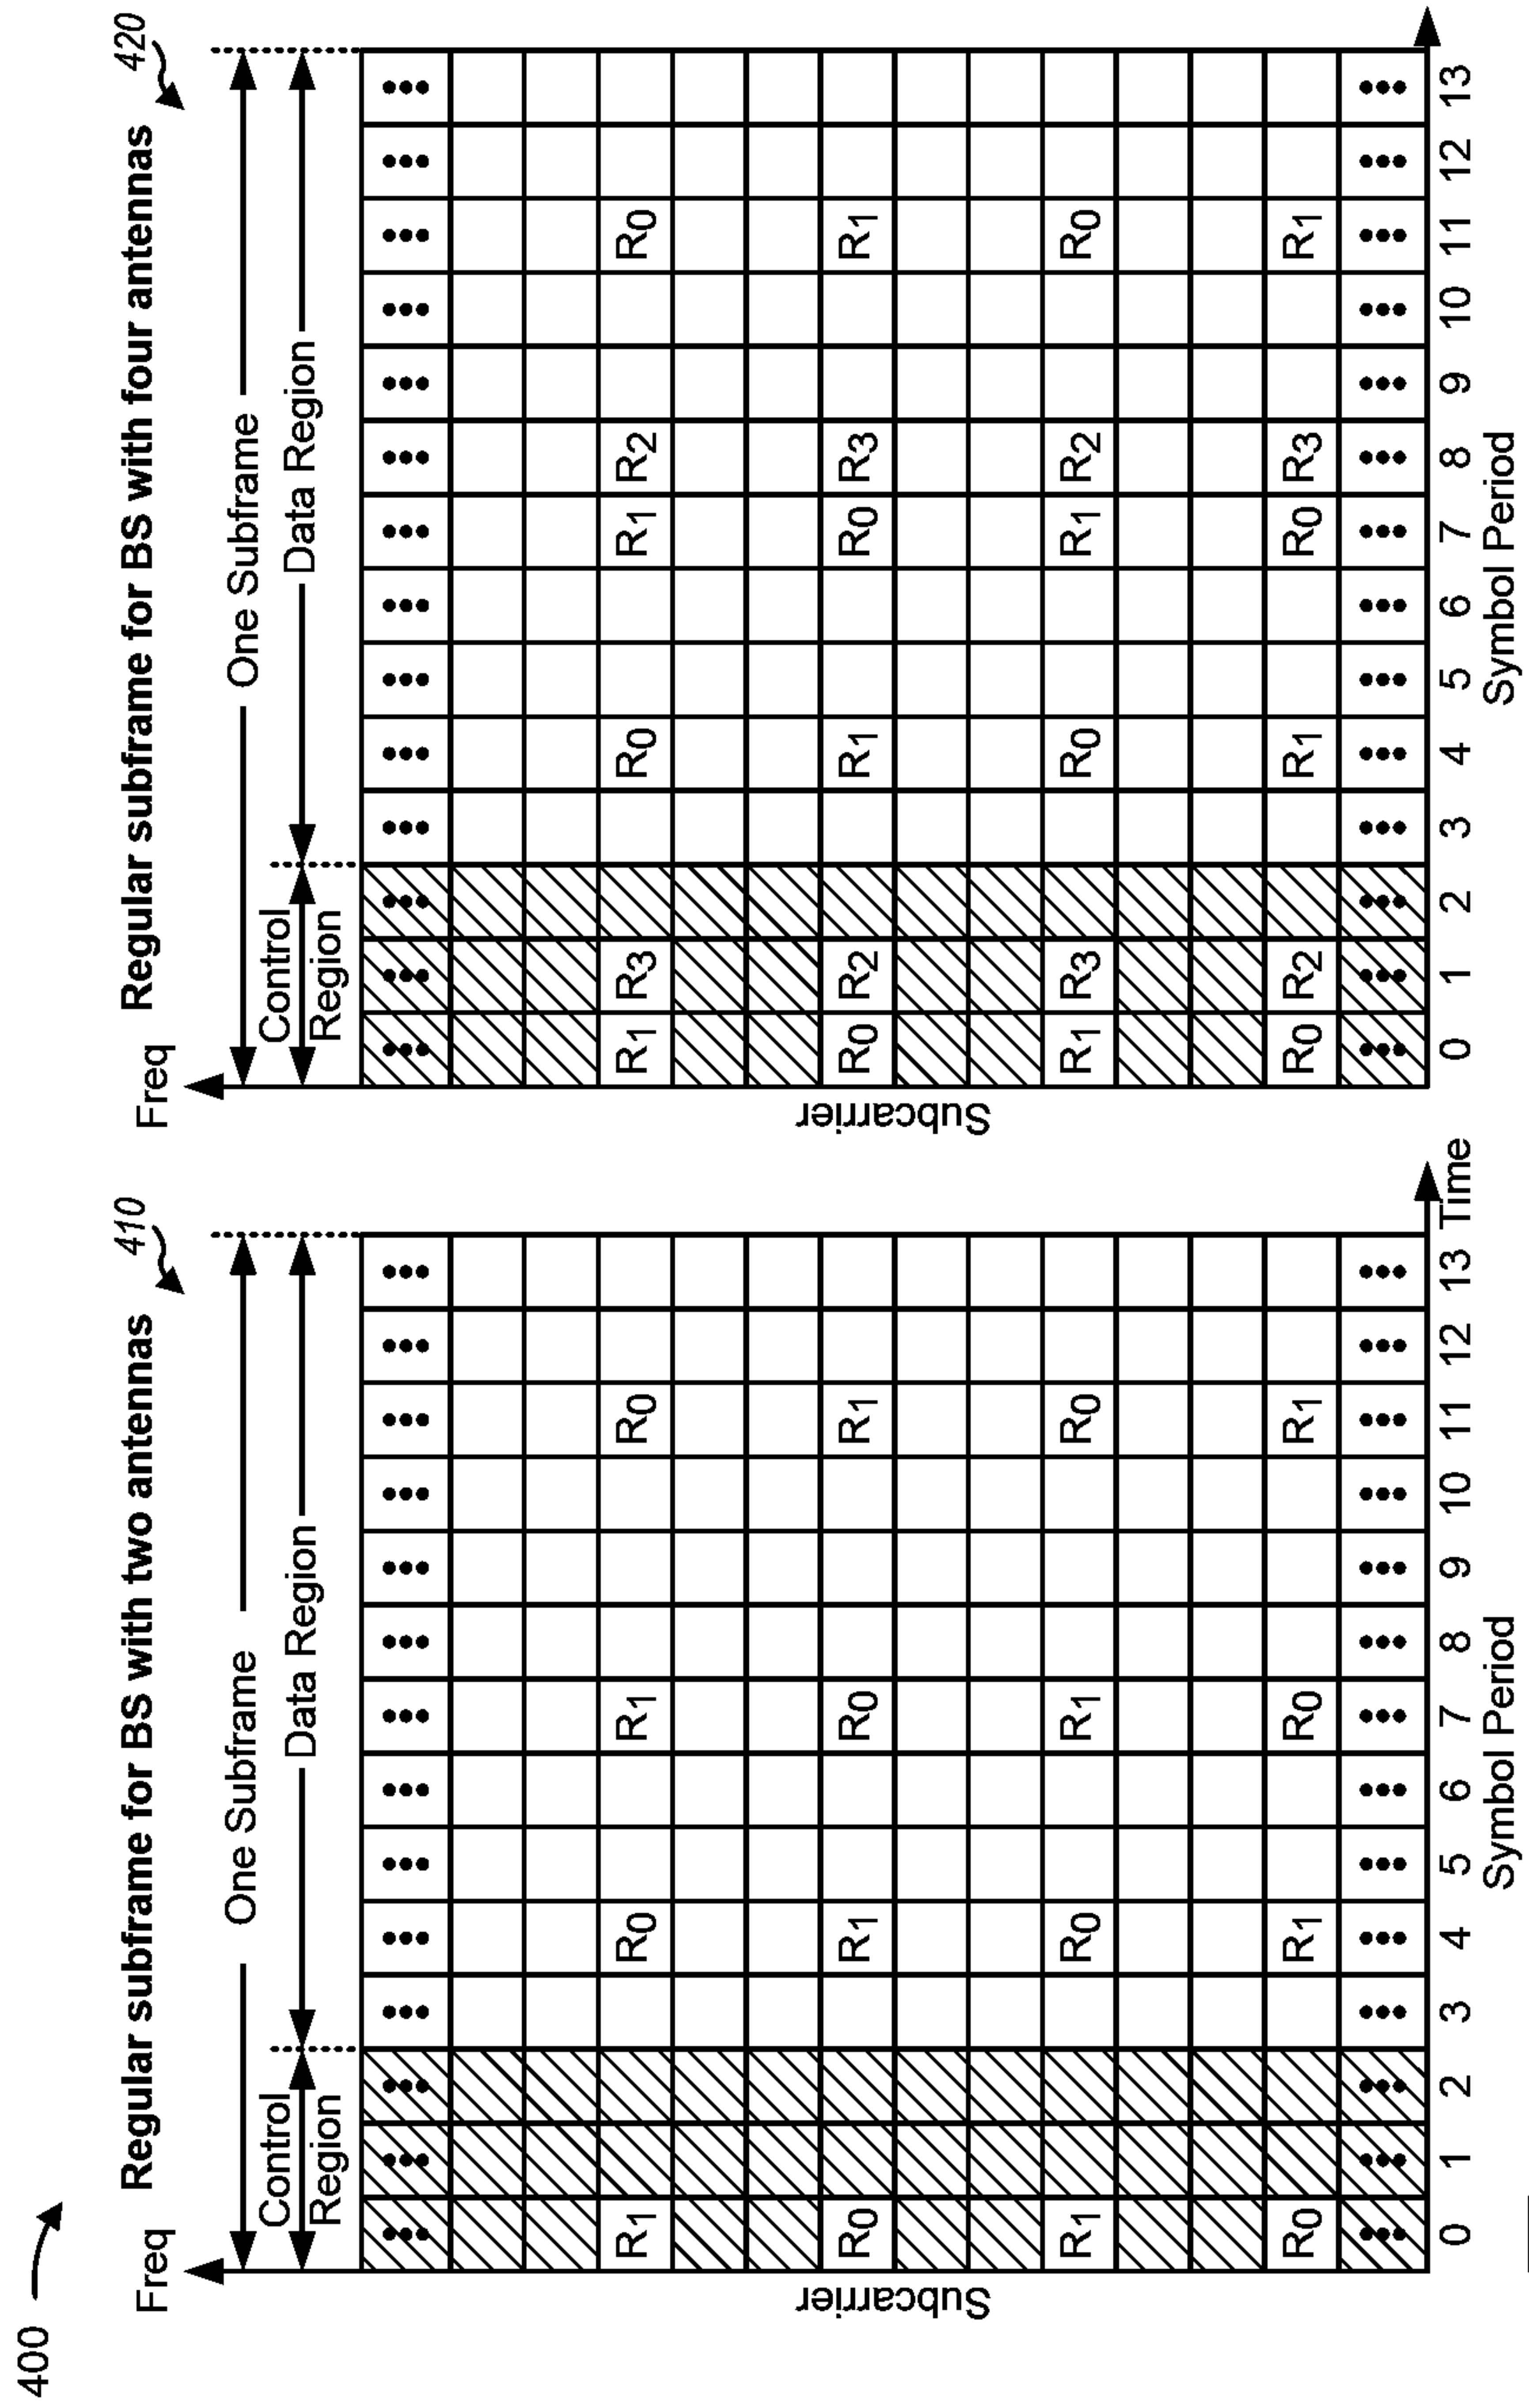 400
Regular subframe for BS with two antennas
410
Freq
One Subframe
Control
Region
Data Region
Subcarrier
••• ••• ••• ••• ••• ••• ••• ••• ••• ••• ••• ••• ••• •••
R1 R0 R1 R0
R0 R1 R0 R1
R1 R0 R1 R0
R0 R1 R0 R1
••• ••• ••• ••• ••• ••• ••• ••• ••• ••• ••• ••• ••• •••
0 1 2 3 4 5 6 7 8 9 10 11 12 13
Time
Symbol Period
Regular subframe for BS with four antennas
420
Freq
One Subframe
Control
Region
Data Region
Subcarrier
••• ••• ••• ••• ••• ••• ••• ••• ••• ••• ••• ••• ••• •••
R1 R3 R0 R1 R2 R0
R0 R2 R1 R0 R3 R1
R1 R3 R0 R1 R2 R0
R0 R2 R1 R0 R3 R1
••• ••• ••• ••• ••• ••• ••• ••• ••• ••• ••• ••• ••• •••
0 1 2 3 4 5 6 7 8 9 10 11 12 13
Symbol Period